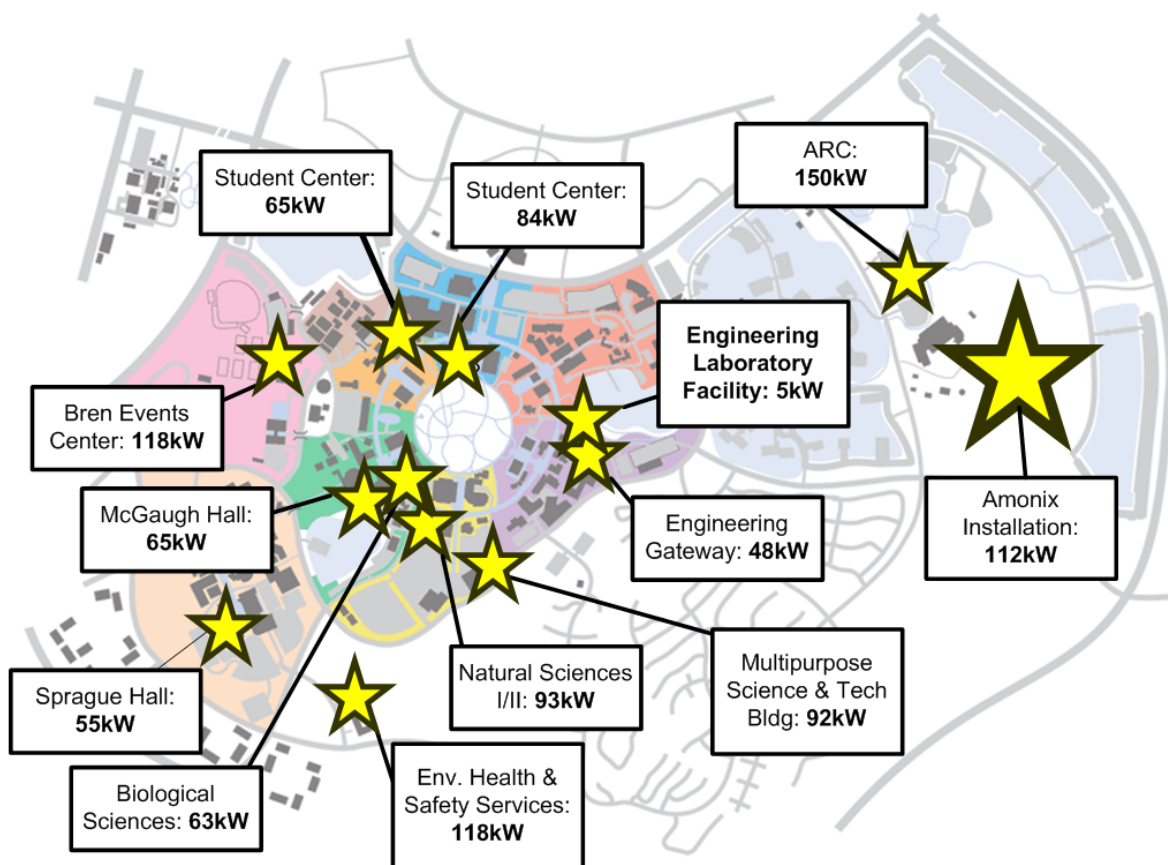 ARC:
150kW
Student Center:
65kW
Student Center:
84kW
Engineering
Laboratory
Facility: 5kW
Bren Events
Center: 118kW
McGaugh Hall:
65kW
Engineering
Gateway: 48kW
Amonix
Installation:
112kW
Sprague Hall:
55kW
Natural Sciences
I/II: 93kW
Multipurpose
Science & Tech
Bldg: 92kW
Biological
Sciences: 63kW
Env. Health &
Safety Services:
118kW